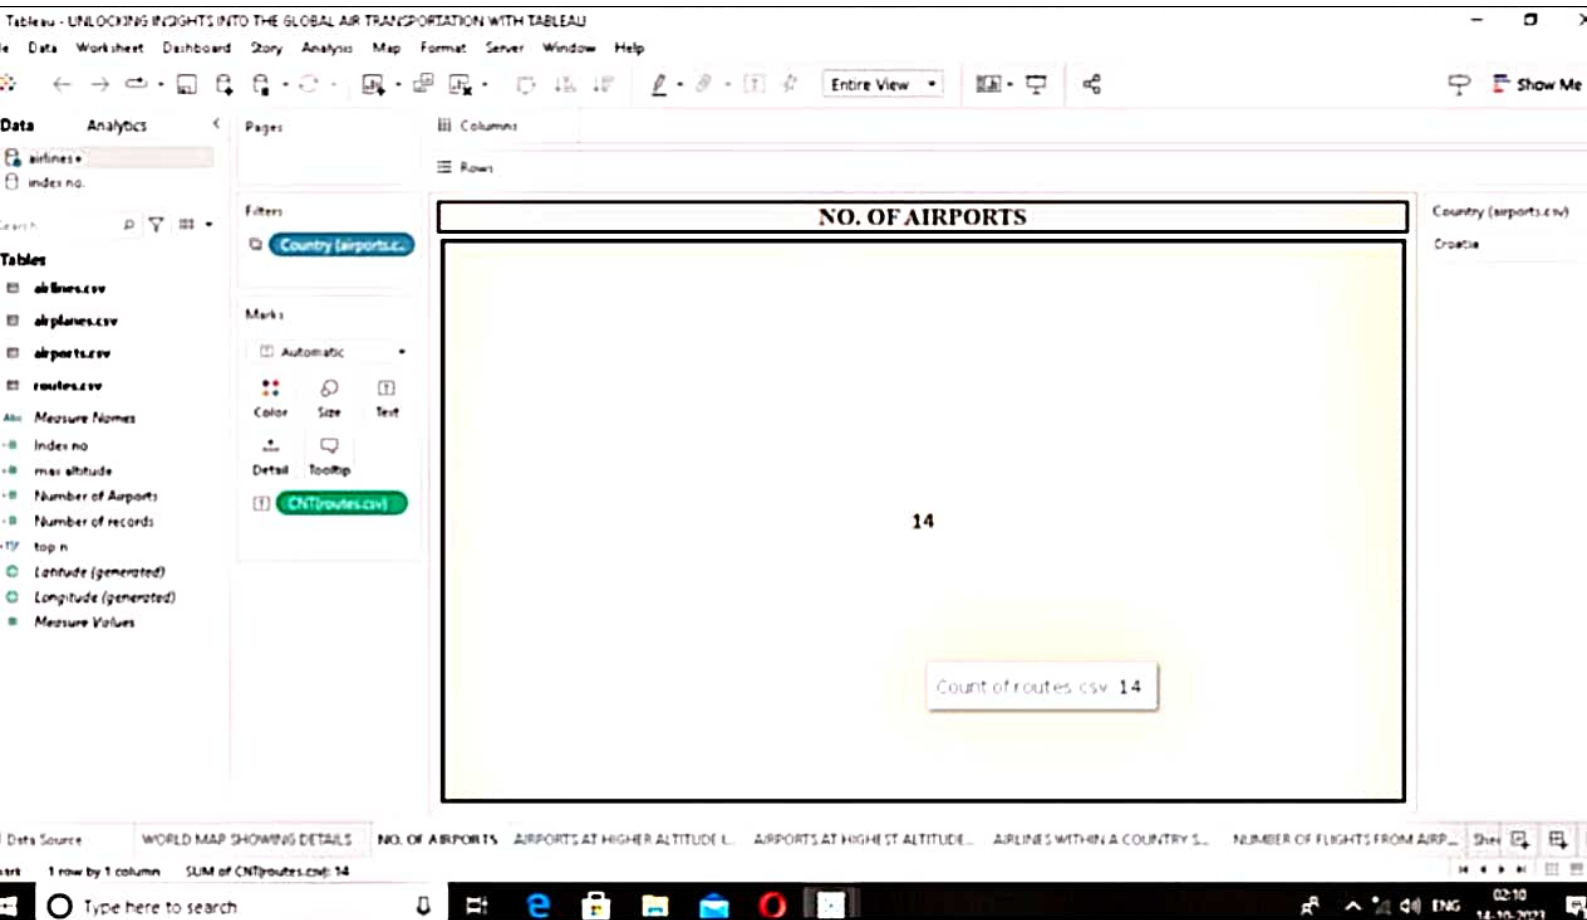 Tableau - UNLOCKING INSIGHTS INTO THE GLOBAL AIR TRANSPORTATION WITH TABLEAU
Data Worksheet Dashboard Story Analysis Map Format Server Window Help
Entire View
Show Me
Data Analytics
airlines+
index no.
Search
Tables
airlines.csv
airplanes.csv
airports.csv
routes.csv
Abc Measure Names
Index no
max altitude
Number of Airports
Number of records
top n
Latitude (generated)
Longitude (generated)
Measure Values
Pages
Filters
Country (airports.c..
Marks
Automatic
Color Size Text
Detail Tooltip
CNT(routes.csv)
Columns
Rows
NO. OF AIRPORTS
14
Count of routes.csv 14
Country (airports.csv)
Croatia
Data Source WORLD MAP SHOWING DETAILS NO. OF AIRPORTS AIRPORTS AT HIGHER ALTITUDE I... AIRPORTS AT HIGHEST ALTITUDE... AIRLINES WITHIN A COUNTRY S... NUMBER OF FLIGHTS FROM AIRP... Shee
1 row by 1 column SUM of CNT(routes.csv): 14
Type here to search
ENG
02:10
14-10-2023